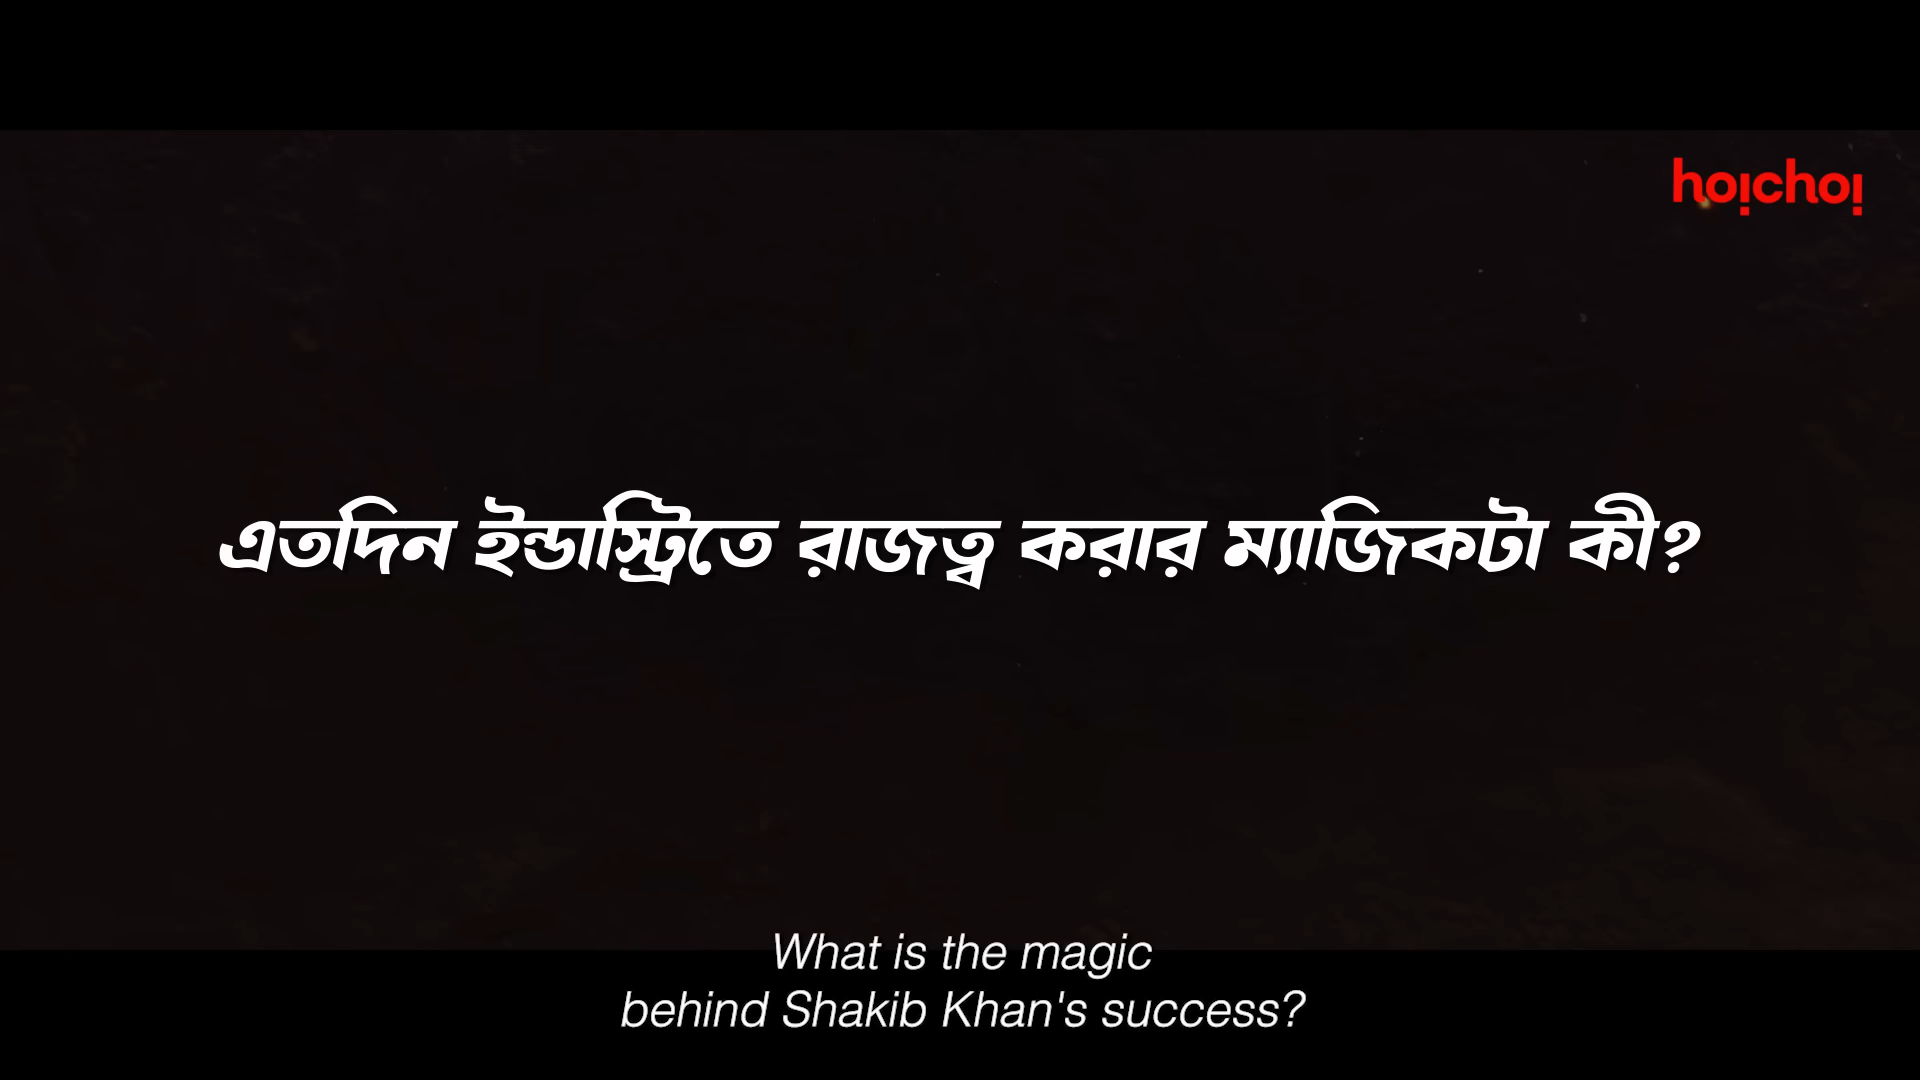 hoichoi
এতদিন ইন্ডাস্ট্রিতে রাজত্ব করার ম্যাজিকটা কী?
What is the magic
behind Shakib Khan's success?